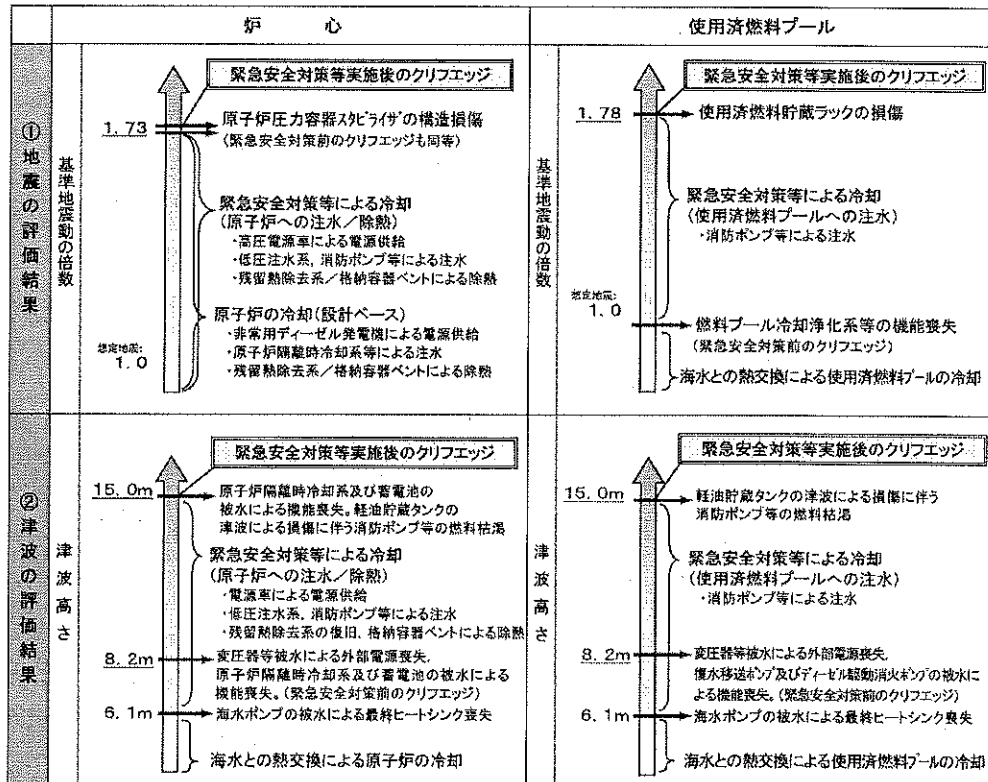 炉 心
使用済燃料プール
①地震の評価結果
基準地震動の倍数
緊急安全対策等実施後のクリフエッジ
1.73
原子炉圧力容器スタビライザの構造損傷
(緊急安全対策前のクリフエッジも同等)
緊急安全対策等による冷却
(原子炉への注水/除熱)
・高圧電源車による電源供給
・低圧注水系, 消防ポンプ等による注水
・残留熱除去系/格納容器ベントによる除熱
原子炉の冷却(設計ベース)
・非常用ディーゼル発電機による電源供給
・原子炉隔離時冷却系等による注水
・残留熱除去系/格納容器ベントによる除熱
想定地震:
1.0
基準地震動の倍数
緊急安全対策等実施後のクリフエッジ
1.78
使用済燃料貯蔵ラックの損傷
緊急安全対策等による冷却
(使用済燃料プールへの注水)
・消防ポンプ等による注水
想定地震:
1.0
燃料プール冷却浄化系等の機能喪失
(緊急安全対策前のクリフエッジ)
海水との熱交換による使用済燃料プールの冷却
②津波の評価結果
津波高さ
緊急安全対策等実施後のクリフエッジ
15.0m
原子炉隔離時冷却系及び蓄電池の
被水による機能喪失。軽油貯蔵タンクの
津波による損傷に伴う消防ポンプ等の燃料枯渇
緊急安全対策等による冷却
(原子炉への注水/除熱)
・電源車による電源供給
・低圧注水系, 消防ポンプ等による注水
・残留熱除去系の復旧, 格納容器ベントによる除熱
8.2m
変圧器等被水による外部電源喪失,
原子炉隔離時冷却系及び蓄電池の被水による
機能喪失。(緊急安全対策前のクリフエッジ)
6.1m
海水ポンプの被水による最終ヒートシンク喪失
海水との熱交換による原子炉の冷却
津波高さ
緊急安全対策等実施後のクリフエッジ
15.0m
軽油貯蔵タンクの津波による損傷に伴う
消防ポンプ等の燃料枯渇
緊急安全対策等による冷却
(使用済燃料プールへの注水)
・消防ポンプ等による注水
8.2m
変圧器等被水による外部電源喪失,
復水移送ポンプ及びディーゼル駆動消火ポンプの被水に
よる機能喪失。(緊急安全対策前のクリフエッジ)
6.1m
海水ポンプの被水による最終ヒートシンク喪失
海水との熱交換による使用済燃料プールの冷却